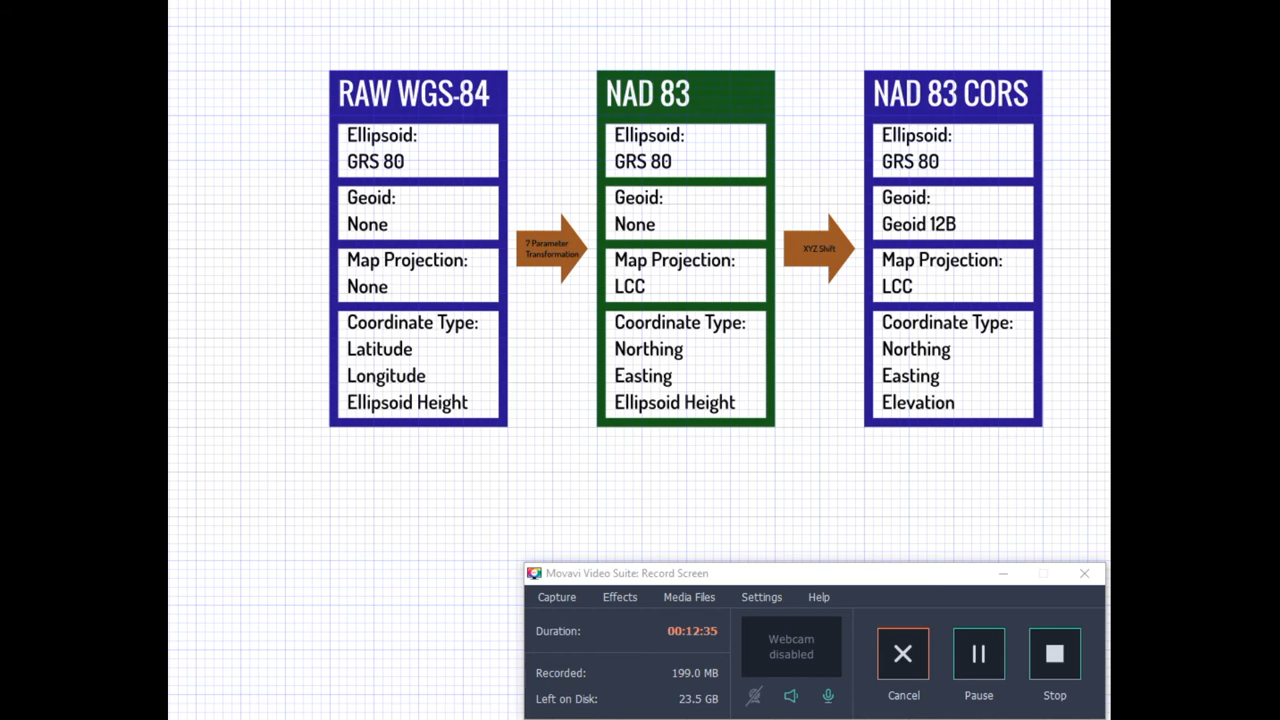 RAW WGS-84
Ellipsoid:
GRS 80
Geoid:
None
Map Projection:
None
Coordinate Type:
Latitude
Longitude
Ellipsoid Height
7 Parameter
Transformation
NAD 83
Ellipsoid:
GRS 80
Geoid:
None
Map Projection:
LCC
Coordinate Type:
Northing
Easting
Ellipsoid Height
XYZ Shift
NAD 83 CORS
Ellipsoid:
GRS 80
Geoid:
Geoid 12B
Map Projection:
LCC
Coordinate Type:
Northing
Easting
Elevation
Movavi Video Suite: Record Screen
Capture Effects Media Files Settings Help
Duration: 00:12:35
Recorded: 199.0 MB
Left on Disk: 23.5 GB
Webcam
disabled
Cancel Pause Stop